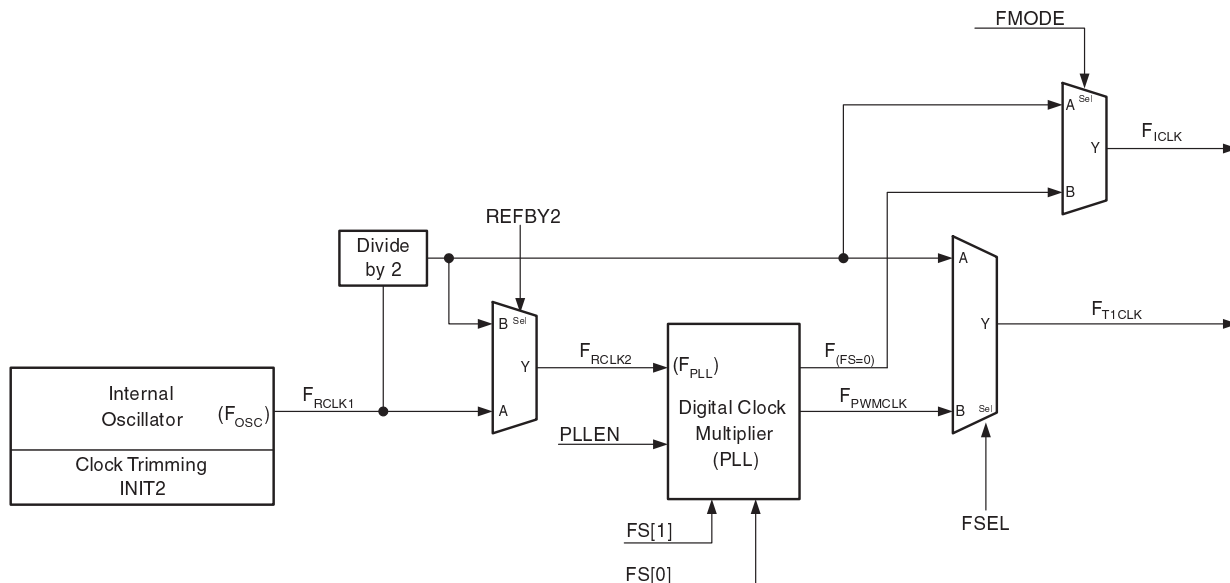 FMODE
A Sel
Y
B
FICLK
REFBY2
Divide
by 2
B Sel
Y
A
A
Y
B Sel
FT1CLK
FRCLK2
(FPLL)
Digital Clock
Multiplier
(PLL)
F(FS=0)
FPWMCLK
Internal
Oscillator
(FOSC)
FRCLK1
Clock Trimming
INIT2
PLLEN
FS[1]
FS[0]
FSEL